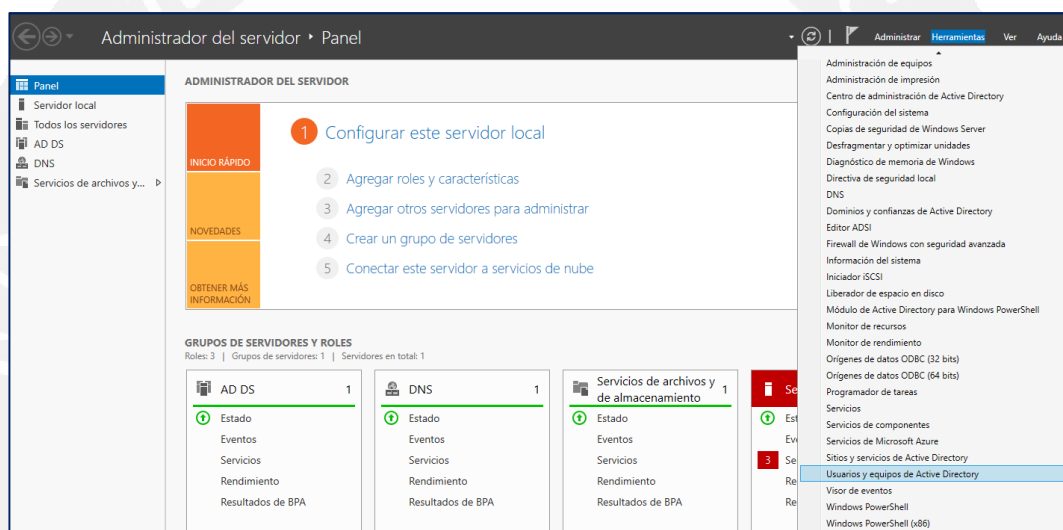 Administrador del servidor • Panel
Administrar Herramientas Ver Ayuda
Panel
Servidor local
Todos los servidores
AD DS
DNS
Servicios de archivos y...
ADMINISTRADOR DEL SERVIDOR
INICIO RÁPIDO
NOVEDADES
OBTENER MÁS
INFORMACIÓN
1 Configurar este servidor local
2 Agregar roles y características
3 Agregar otros servidores para administrar
4 Crear un grupo de servidores
5 Conectar este servidor a servicios de nube
GRUPOS DE SERVIDORES Y ROLES
Roles: 3 | Grupos de servidores: 1 | Servidores en total: 1
AD DS 1
Estado
Eventos
Servicios
Rendimiento
Resultados de BPA
DNS 1
Estado
Eventos
Servicios
Rendimiento
Resultados de BPA
Servicios de archivos y
de almacenamiento 1
Estado
Eventos
Servicios
Rendimiento
Resultados de BPA
Se
Est
Ev
3 Se
Re
Re
Administración de equipos
Administración de impresión
Centro de administración de Active Directory
Configuración del sistema
Copias de seguridad de Windows Server
Desfragmentar y optimizar unidades
Diagnóstico de memoria de Windows
Directiva de seguridad local
DNS
Dominios y confianzas de Active Directory
Editor ADSI
Firewall de Windows con seguridad avanzada
Información del sistema
Iniciador iSCSI
Liberador de espacio en disco
Módulo de Active Directory para Windows PowerShell
Monitor de recursos
Monitor de rendimiento
Orígenes de datos ODBC (32 bits)
Orígenes de datos ODBC (64 bits)
Programador de tareas
Servicios
Servicios de componentes
Servicios de Microsoft Azure
Sitios y servicios de Active Directory
Usuarios y equipos de Active Directory
Visor de eventos
Windows PowerShell
Windows PowerShell (x86)